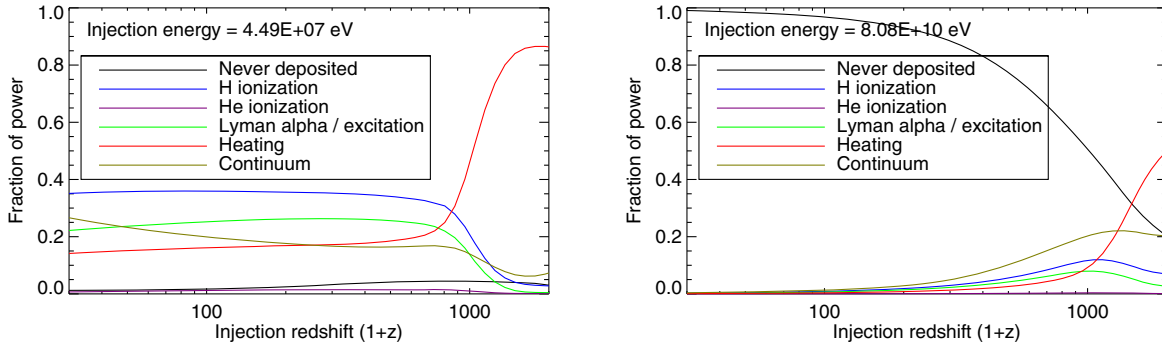 Injection energy = 4.49E+07 eV
Never deposited
H ionization
He ionization
Lyman alpha / excitation
Heating
Continuum
Fraction of power
1.0
0.8
0.6
0.4
0.2
0.0
100
1000
Injection redshift (1+z)
Injection energy = 8.08E+10 eV
Never deposited
H ionization
He ionization
Lyman alpha / excitation
Heating
Continuum
Fraction of power
1.0
0.8
0.6
0.4
0.2
0.0
100
1000
Injection redshift (1+z)